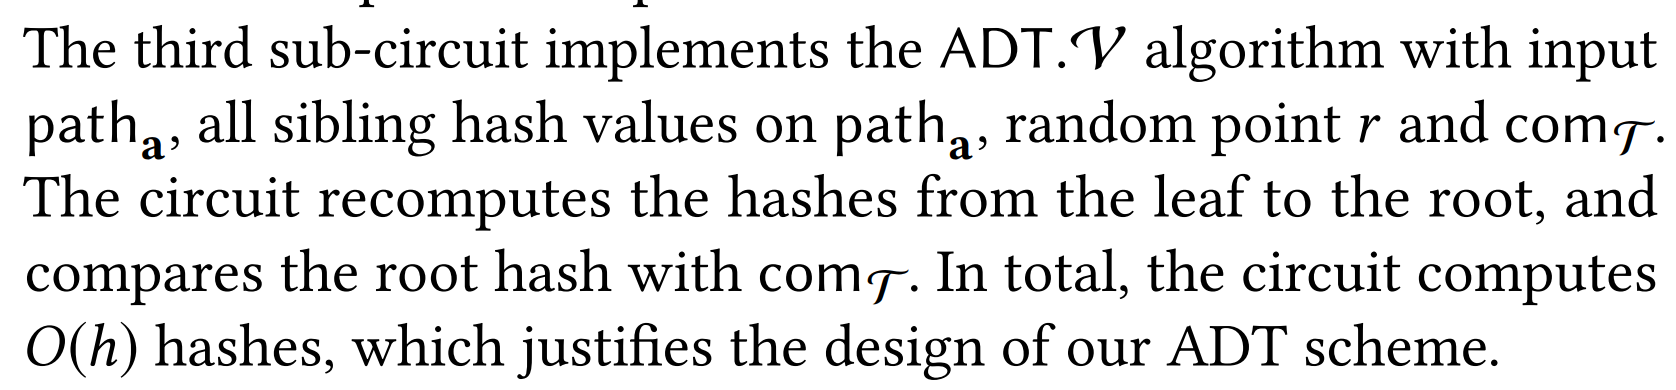 The third sub-circuit implements the ADT.𝒱 algorithm with input
path𝐚, all sibling hash values on path𝐚, random point r and com𝒯.
The circuit recomputes the hashes from the leaf to the root, and
compares the root hash with com𝒯. In total, the circuit computes
O(h) hashes, which justifies the design of our ADT scheme.